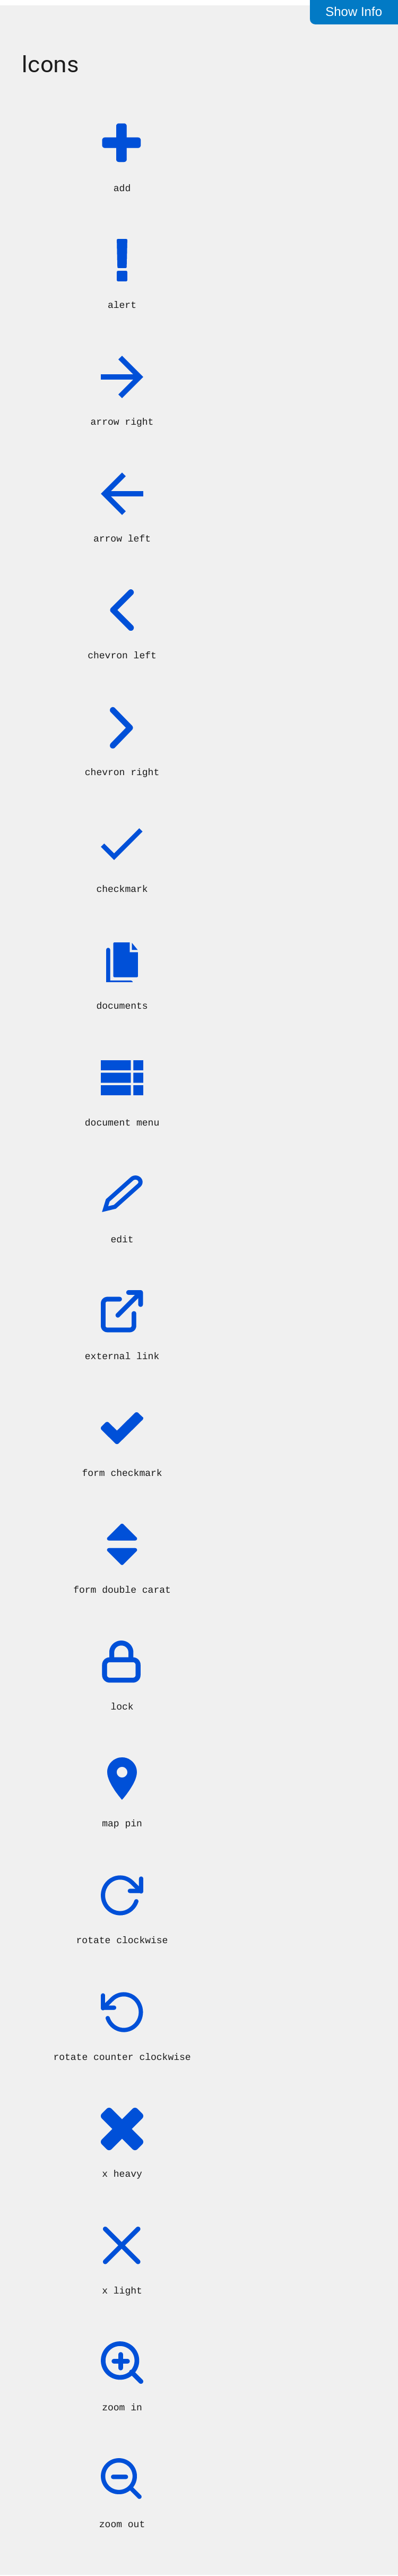 Show Info
Icons
add
alert
arrow right
arrow left
chevron left
chevron right
checkmark
documents
document menu
edit
external link
form checkmark
form double carat
lock
map pin
rotate clockwise
rotate counter clockwise
x heavy
x light
zoom in
zoom out